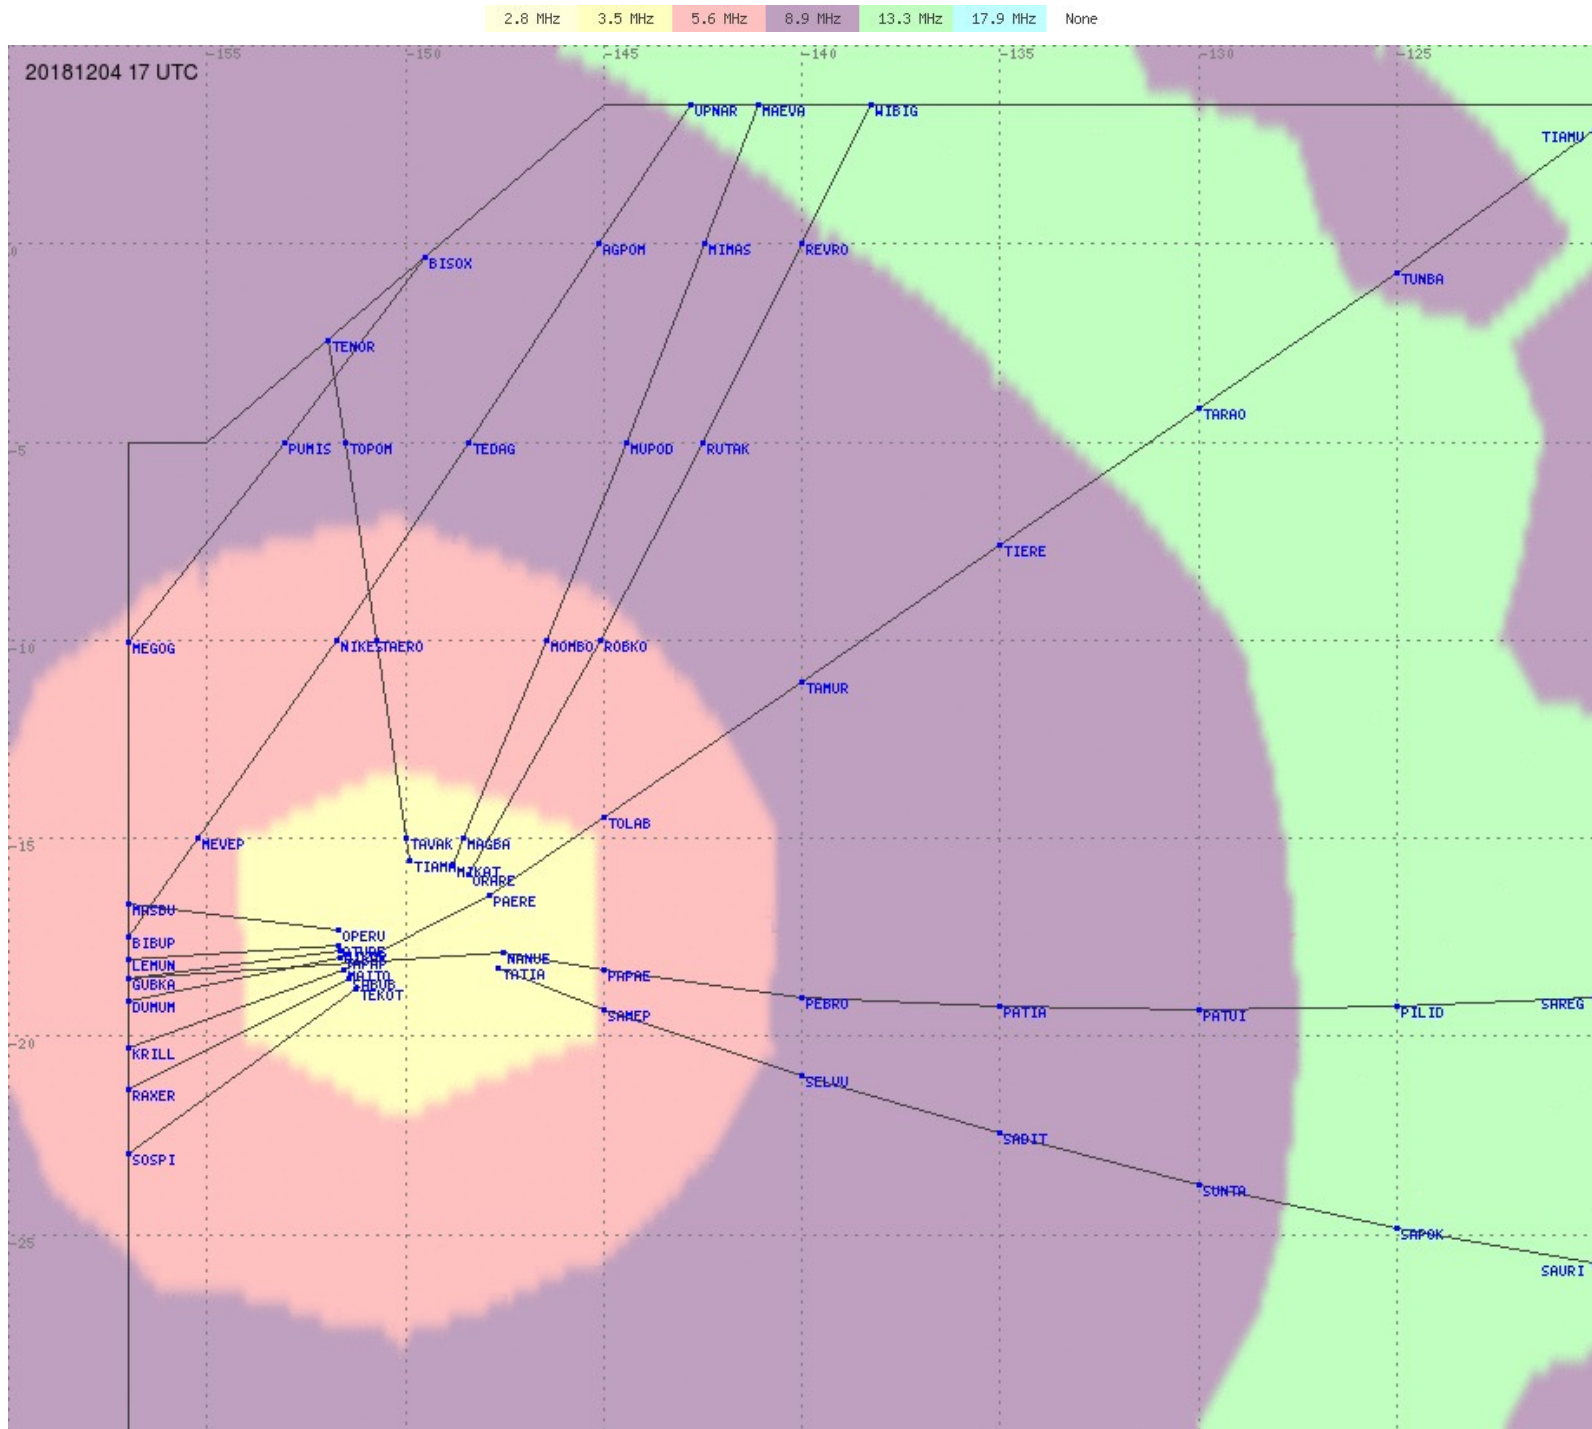 2.8 MHz 3.5 MHz 5.6 MHz 8.9 MHz 13.3 MHz 17.9 MHz None
-155 -150 -145 -140 -135 -130 -125
20181204 17 UTC
UPNAR MAEVA WIBIG
TIAMU
0 AGPOM MIMAS REVRO
BISOX
TUNBA
TENOR
TARAO
-5 PUMIS TOPOM TEDAG MUPOD RUTAK
TIERE
-10 MEGOG NIKES TAERO MOMBO ROBKO
TAMUR
TOLAB
-15 MEVEP TAVAK MAGBA
TIAMA MIKAT
ORARE
PAERE
MASBU
OPERU
BIBUP
NANUE
LEMUN
TATIA PAPAE
GUBKA
TEKOT
DUMUM PEBRO PATIA PATUI PILID SAREG
SAMEP
-20
KRILL
SELVU
RAXER
SADIT
SOSPI
SUNTA
-25 SAPOK
SAURI